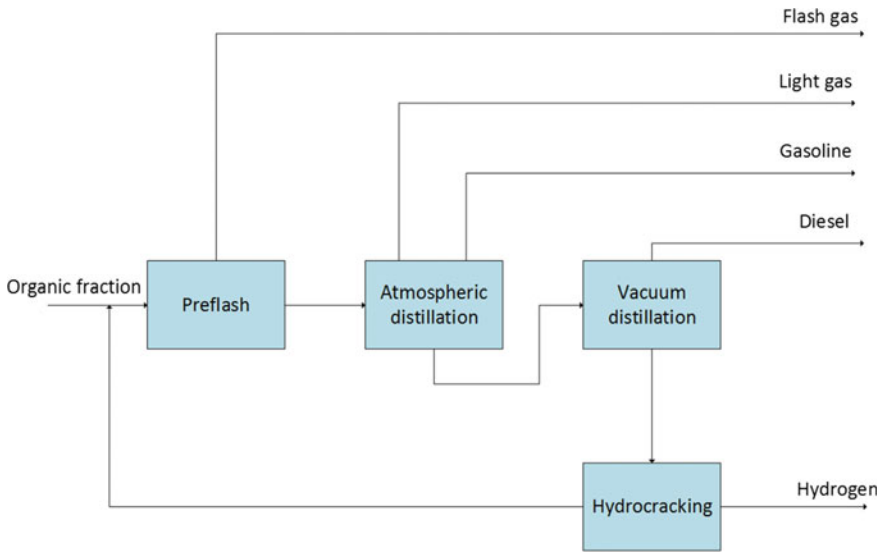 Flash gas
Light gas
Gasoline
Diesel
Organic fraction
Preflash
Atmospheric
distillation
Vacuum
distillation
Hydrocracking
Hydrogen